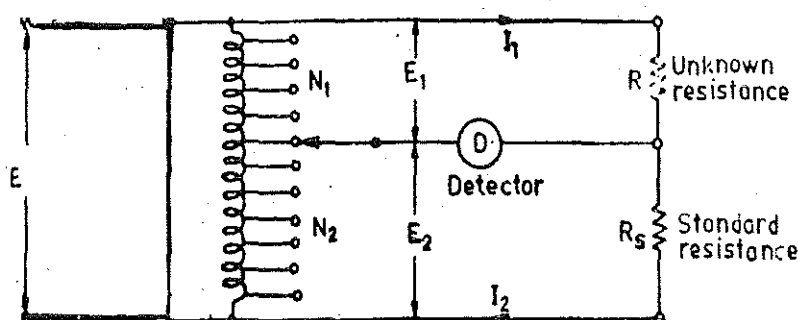 I₁
E₁
N₁
R
Unknown
resistance
D
Detector
E
N₂
E₂
Rₛ
Standard
resistance
I₂